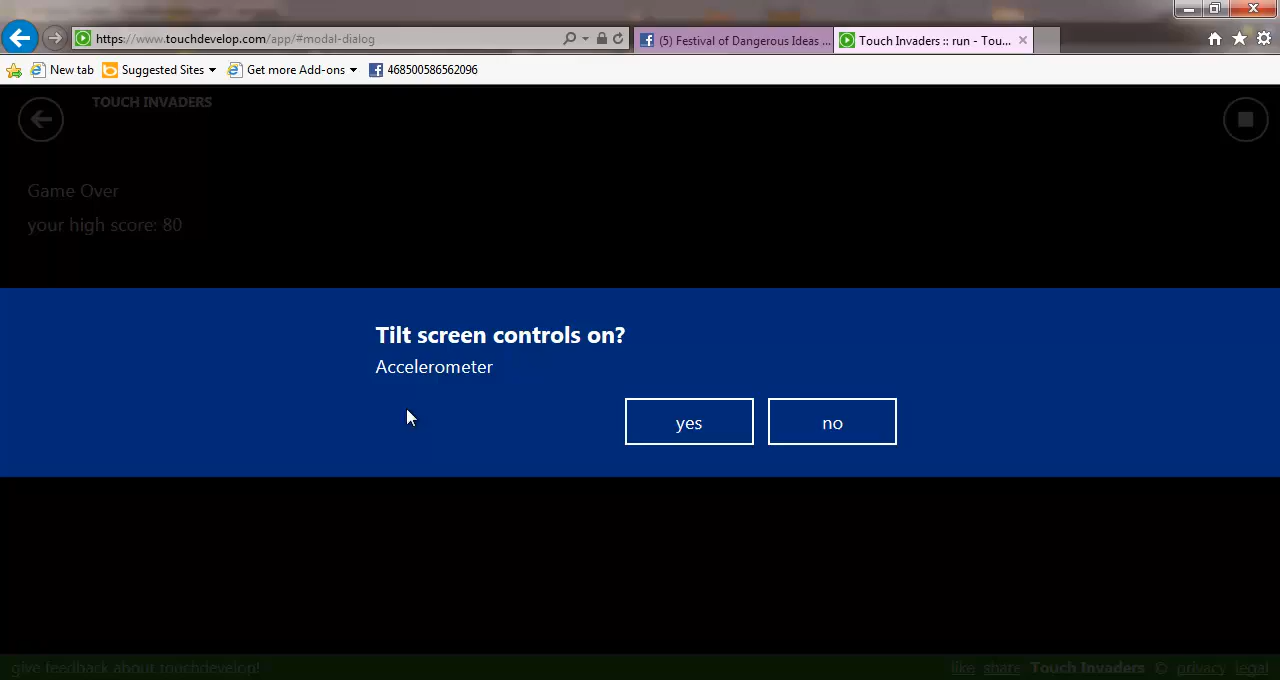 https://www.touchdevelop.com/app/#modal-dialog
(5) Festival of Dangerous Ideas ...
Touch Invaders :: run - Tou...
New tab
Suggested Sites
Get more Add-ons
468500586562096
TOUCH INVADERS
Game Over
your high score: 80
Tilt screen controls on?
Accelerometer
yes
no
give feedback about touchdevelop!
like share Touch Invaders © privacy legal